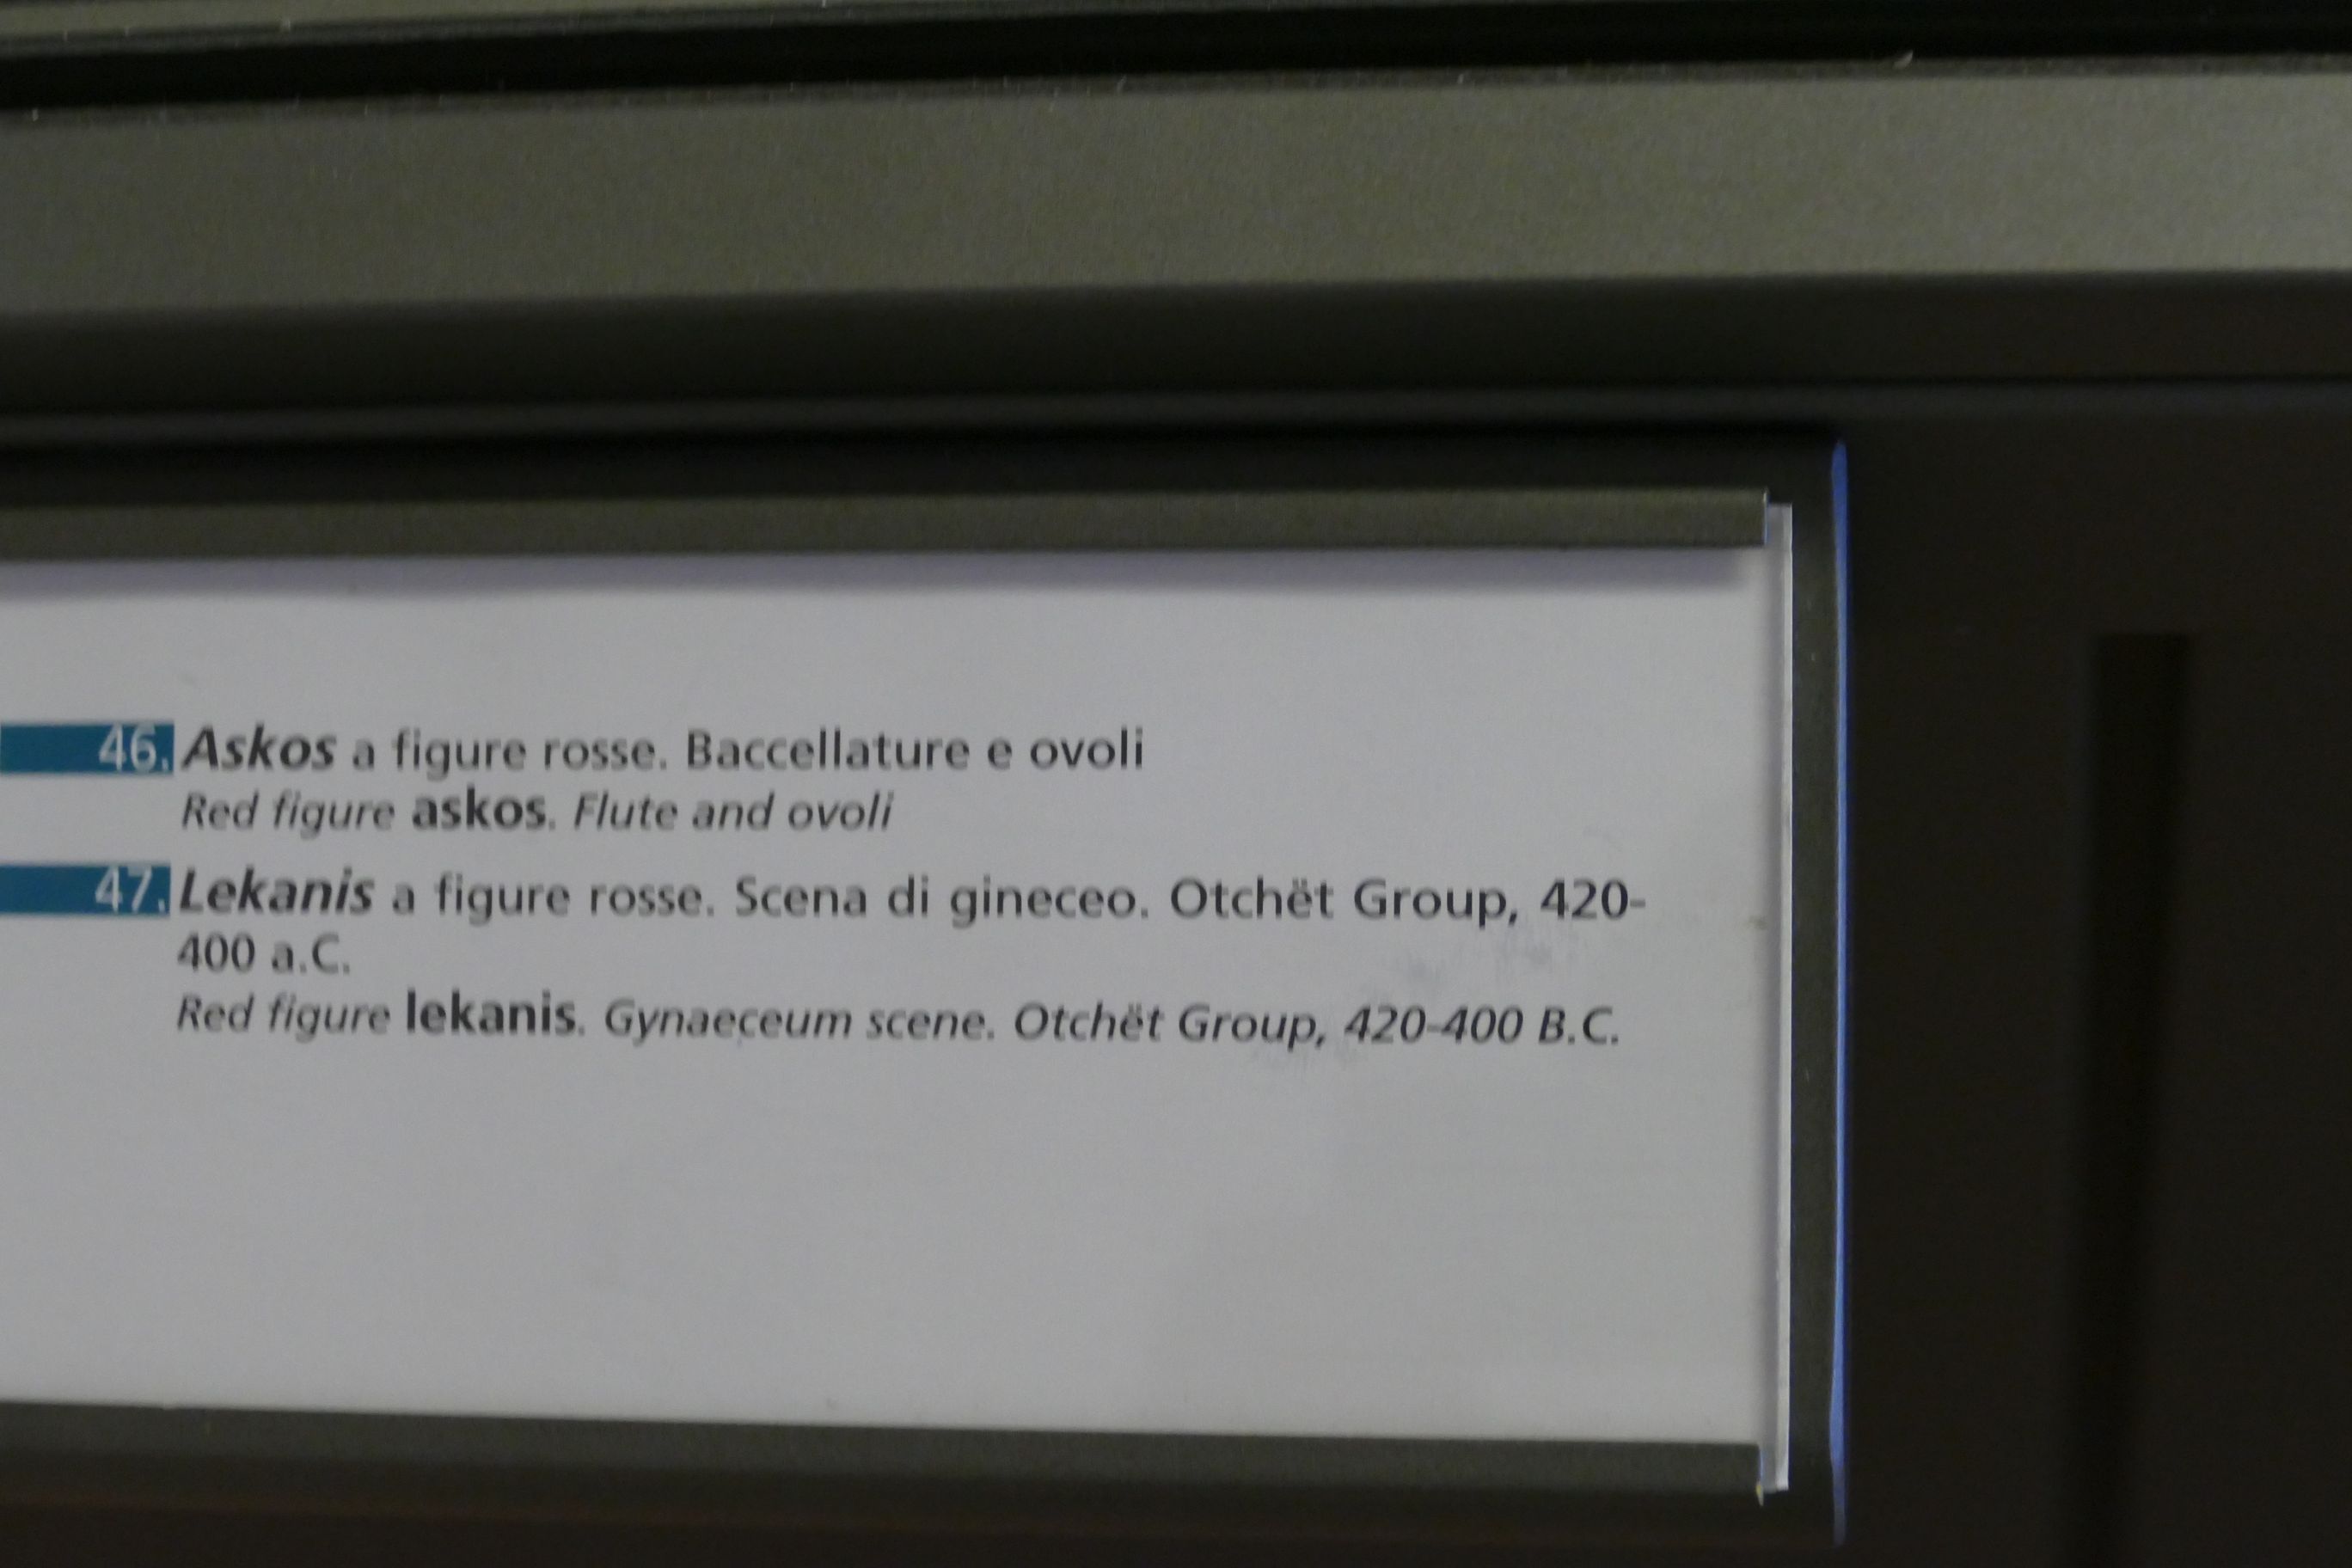 46. Askos a figure rosse. Baccellature e ovoli
Red figure askos. Flute and ovoli
47. Lekanis a figure rosse. Scena di gineceo. Otchët Group, 420-
400 a.C.
Red figure lekanis. Gynaeceum scene. Otchët Group, 420-400 B.C.